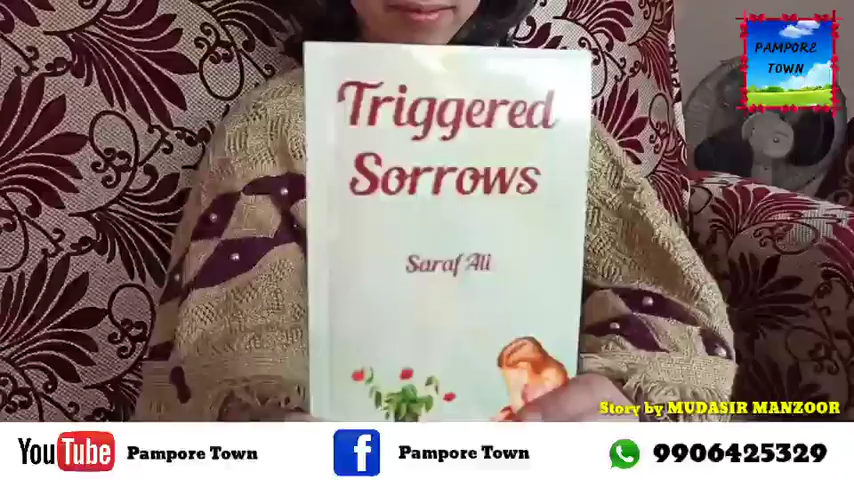 PAMPORE
TOWN
Triggered
Sorrows
Saraf Ali
Story by MUDASIR MANZOOR
YouTube Pampore Town
f Pampore Town
9906425329